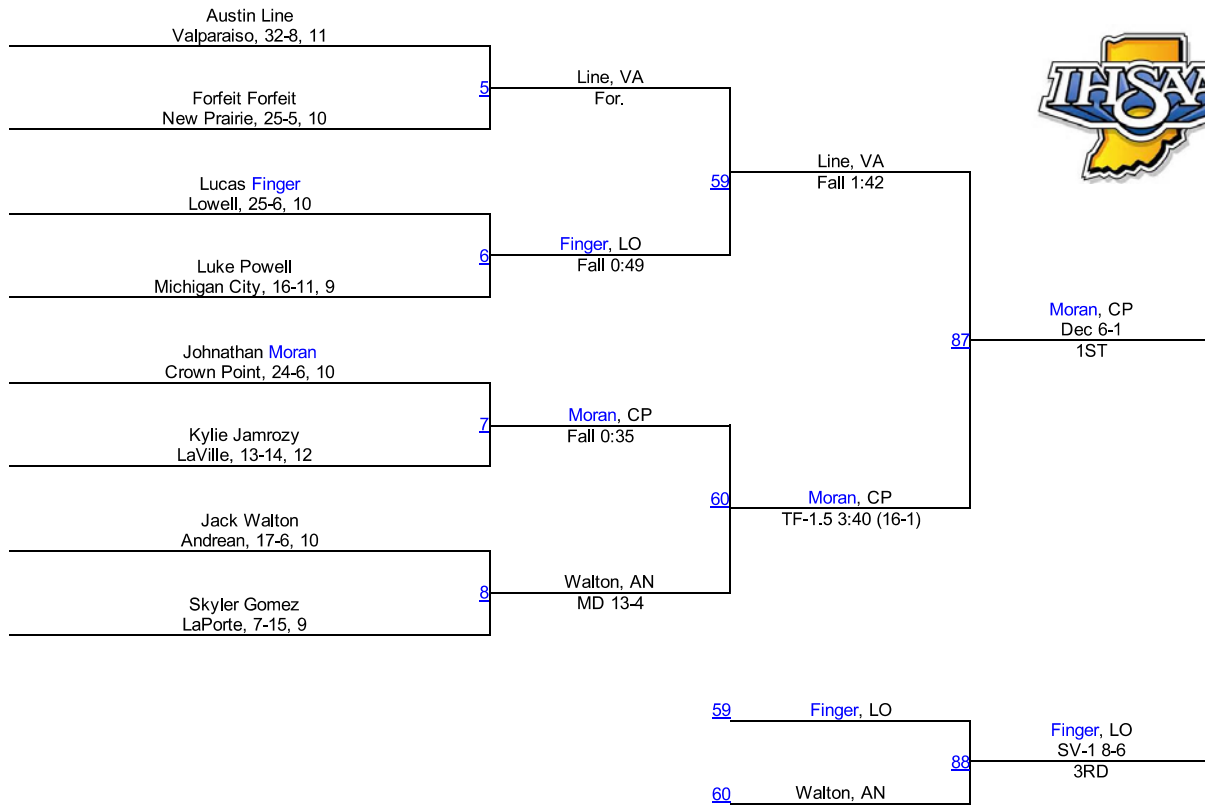 Austin Line
Valparaiso, 32-8, 11
Forfeit Forfeit
New Prairie, 25-5, 10
Lucas Finger
Lowell, 25-6, 10
Luke Powell
Michigan City, 16-11, 9
Johnathan Moran
Crown Point, 24-6, 10
Kylie Jamrozy
LaVille, 13-14, 12
Jack Walton
Andrean, 17-6, 10
Skyler Gomez
LaPorte, 7-15, 9
5
Line, VA
For.
6
Finger, LO
Fall 0:49
7
Moran, CP
Fall 0:35
8
Walton, AN
MD 13-4
59
Line, VA
Fall 1:42
60
Moran, CP
TF-1.5 3:40 (16-1)
87
Moran, CP
Dec 6-1
1ST
59
Finger, LO
60
Walton, AN
88
Finger, LO
SV-1 8-6
3RD
IHSAA